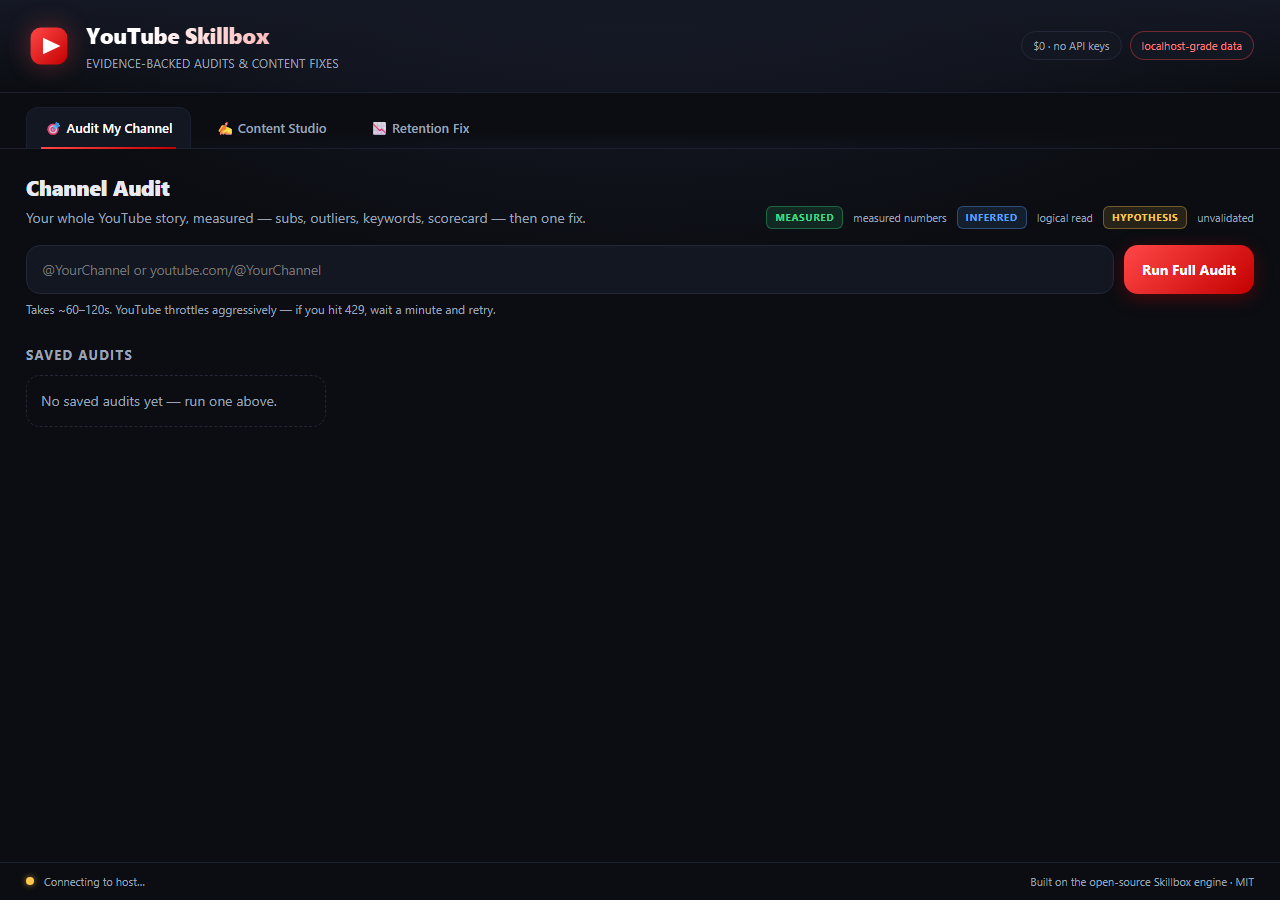 YouTube Skillbox
EVIDENCE-BACKED AUDITS & CONTENT FIXES
$0 · no API keys
localhost-grade data
Audit My Channel
Content Studio
Retention Fix
Channel Audit
Your whole YouTube story, measured — subs, outliers, keywords, scorecard — then one fix.
MEASURED measured numbers INFERRED logical read HYPOTHESIS unvalidated
@YourChannel or youtube.com/@YourChannel
Run Full Audit
Takes ~60–120s. YouTube throttles aggressively — if you hit 429, wait a minute and retry.
SAVED AUDITS
No saved audits yet — run one above.
Connecting to host...
Built on the open-source Skillbox engine · MIT